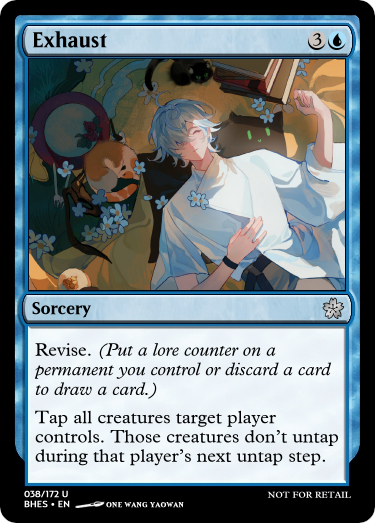 Exhaust 3
Sorcery
Revise. (Put a lore counter on a
permanent you control or discard a card
to draw a card.)
Tap all creatures target player
controls. Those creatures don't untap
during that player's next untap step.
038/172 U
NOT FOR RETAIL
BHES • EN ONE WANG YAOWAN